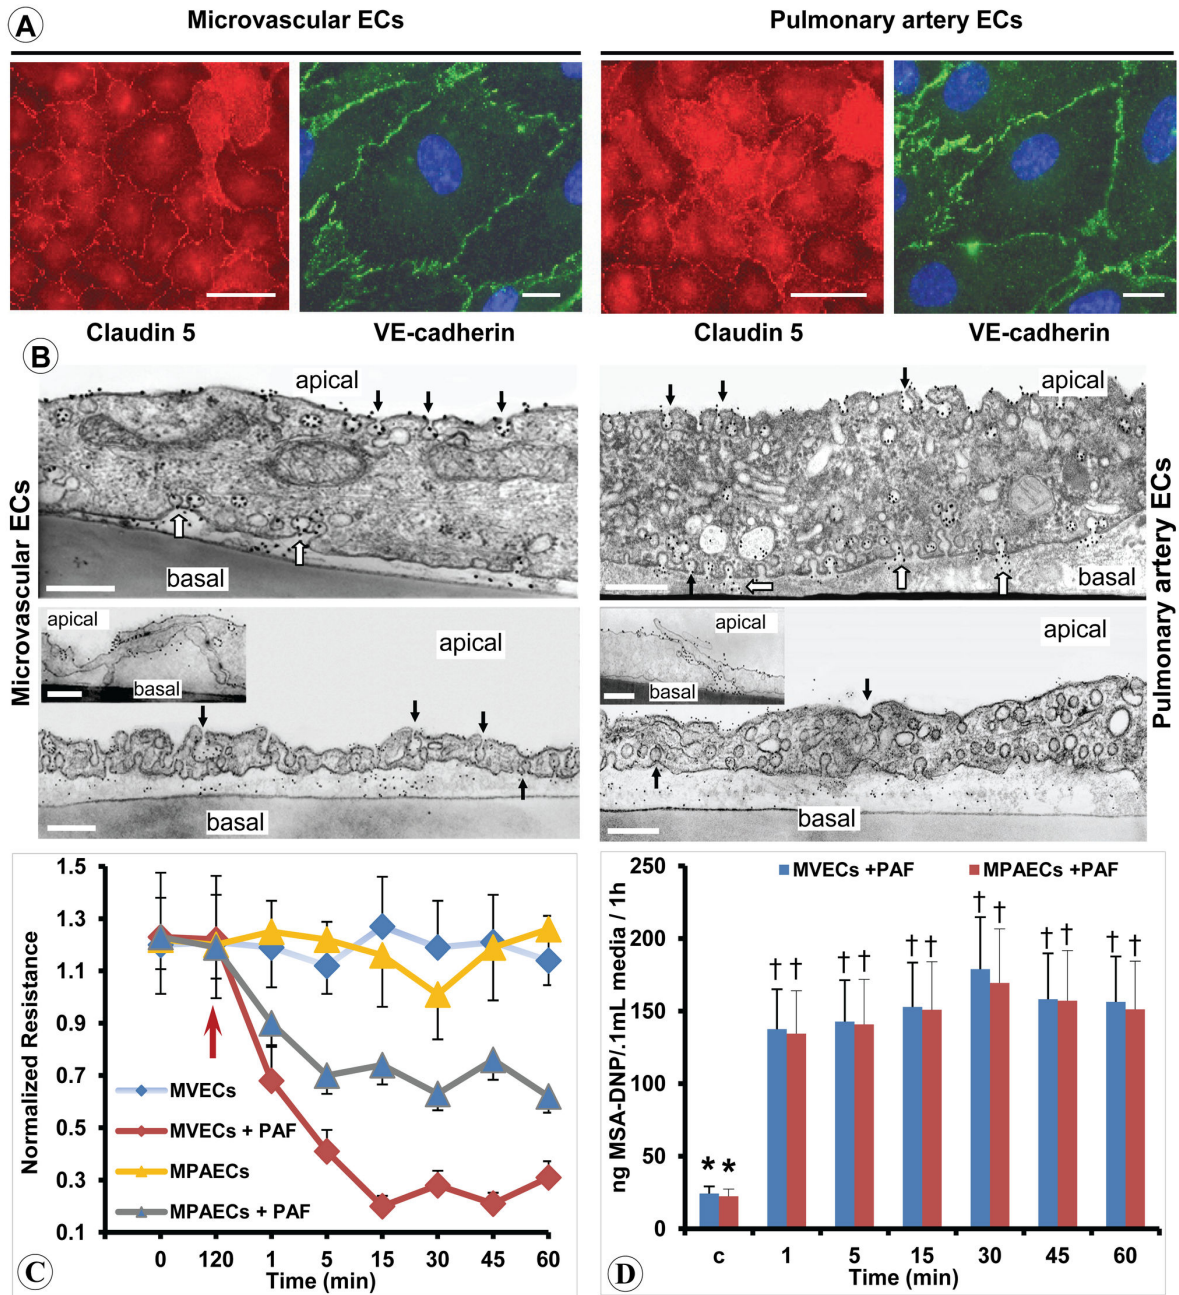 A
Microvascular ECs
Pulmonary artery ECs
Claudin 5
VE-cadherin
Claudin 5
VE-cadherin
B
Microvascular ECs
Pulmonary artery ECs
apical
basal
apical
basal
apical
basal
apical
basal
apical
basal
apical
basal
C
Normalized Resistance
1.5
1.3
1.1
0.9
0.7
0.5
0.3
0.1
MVECs
MVECs + PAF
MPAECs
MPAECs + PAF
0 120 1 5 15 30 45 60
Time (min)
D
ng MSA-DNP/.1mL media / 1h
250
200
150
100
50
0
MVECs +PAF MPAECs +PAF
* *
† †
† †
† †
† †
† †
† †
c 1 5 15 30 45 60
Time (min)